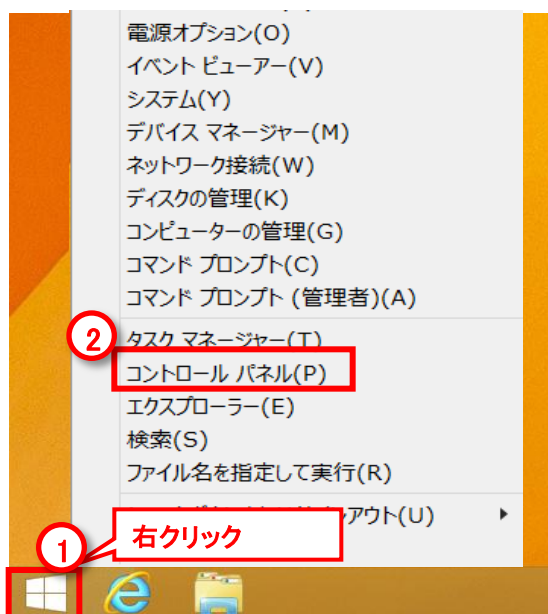 電源オプション(O)
イベント ビューアー(V)
システム(Y)
デバイス マネージャー(M)
ネットワーク接続(W)
ディスクの管理(K)
コンピューターの管理(G)
コマンド プロンプト(C)
コマンド プロンプト (管理者)(A)
2
タスク マネージャー(T)
コントロール パネル(P)
エクスプローラー(E)
検索(S)
ファイル名を指定して実行(R)
アウト(U)
1
右クリック